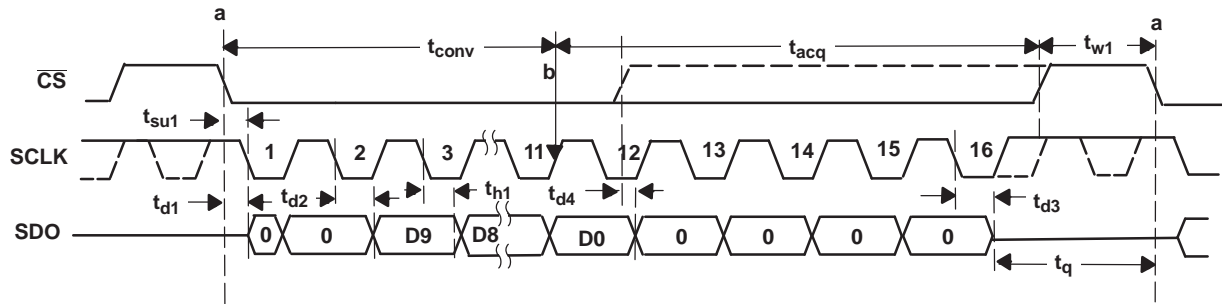 a
a
t_conv
t_acq
t_w1
b
CS
t_su1
SCLK
1
2
3
11
12
13
14
15
16
t_d1
t_d2
t_h1
t_d4
t_d3
SDO
0
0
D9
D8
D0
0
0
0
0
t_q